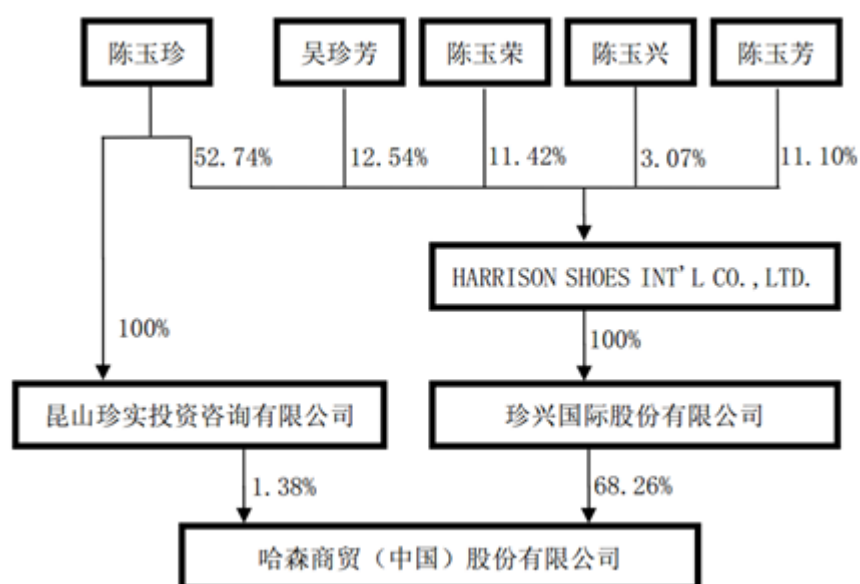 陈玉珍
吴珍芳
陈玉荣
陈玉兴
陈玉芳
52.74%
12.54%
11.42%
3.07%
11.10%
HARRISON SHOES INT'L CO.,LTD.
100%
100%
昆山珍实投资咨询有限公司
珍兴国际股份有限公司
1.38%
68.26%
哈森商贸（中国）股份有限公司